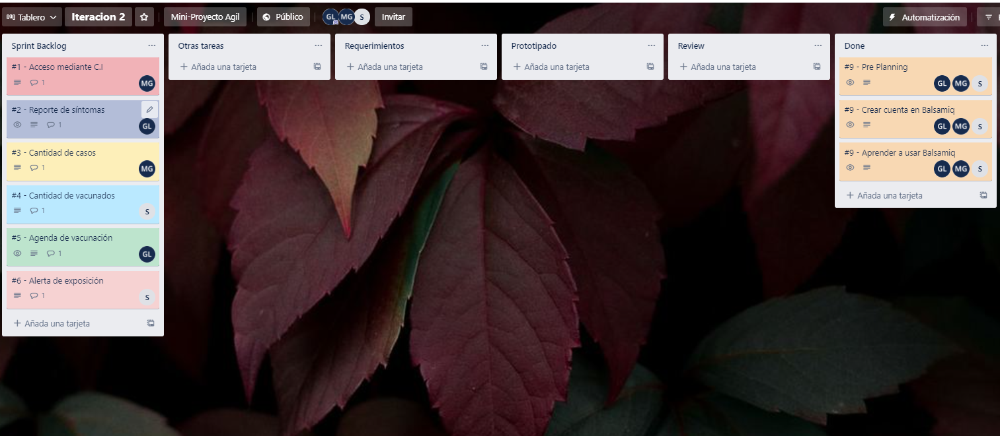 Tablero
Iteracion 2
Mini-Proyecto Agil
Público
GL MG S
Invitar
Automatización
Sprint Backlog
#1 - Acceso mediante C.I
1
MG
#2 - Reporte de síntomas
1
GL
#3 - Cantidad de casos
1
MG
#4 - Cantidad de vacunados
1
S
#5 - Agenda de vacunación
1
GL
#6 - Alerta de exposición
1
S
Añada una tarjeta
Otras tareas
Añada una tarjeta
Requerimientos
Añada una tarjeta
Prototipado
Añada una tarjeta
Review
Añada una tarjeta
Done
#9 - Pre Planning
GL MG S
#9 - Crear cuenta en Balsamiq
GL MG S
#9 - Aprender a usar Balsamiq
GL MG S
Añada una tarjeta